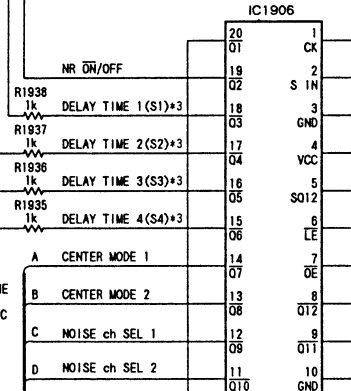 IC1906
20 1
Q1 CK
NR ON/OFF 19 2
Q2 S IN
R1938
1k DELAY TIME 1(S1)*3 18 3
Q3 GND
R1937
1k DELAY TIME 2(S2)*3 17 4
Q4 VCC
R1936
1k DELAY TIME 3(S3)*3 16 5
Q5 SO12
R1935
1k DELAY TIME 4(S4)*3 15 6
Q6 LE
A CENTER MODE 1 14 7
Q7 OE
B CENTER MODE 2 13 8
Q8 Q12
C
C NOISE ch SEL 1 12 9
Q9 Q11
D NOISE ch SEL 2 11 10
Q10 GND